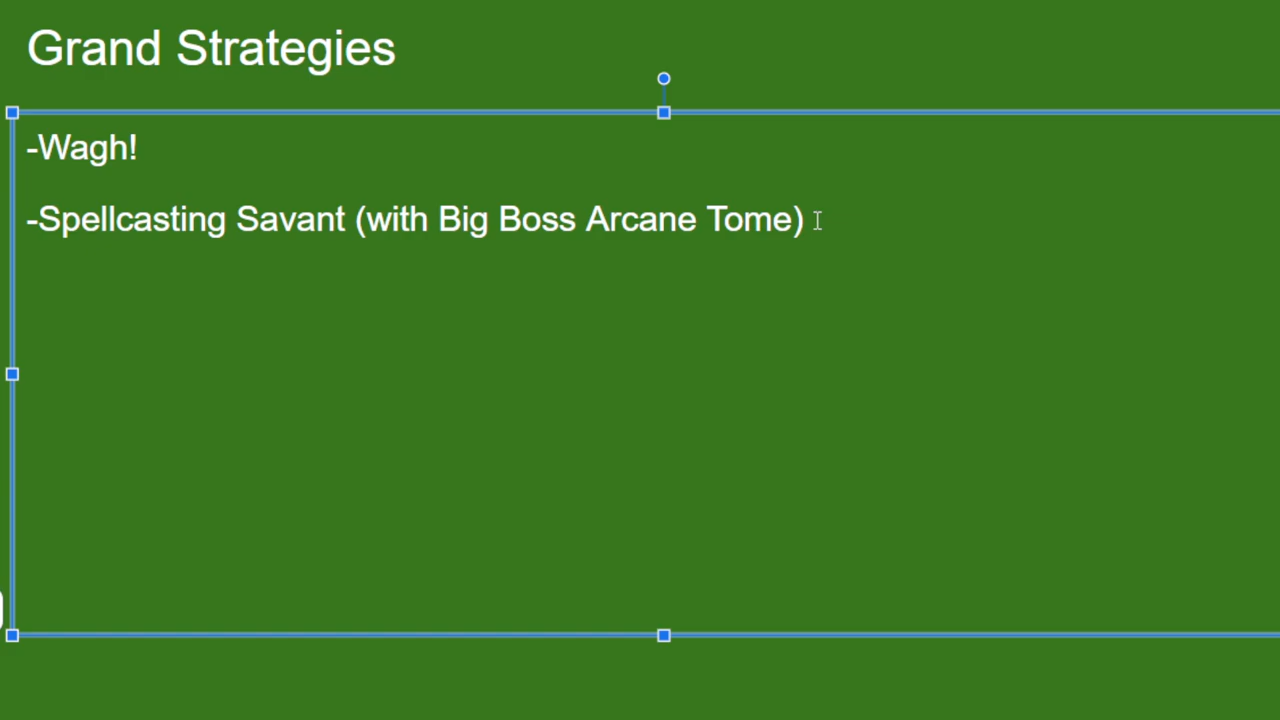 Grand Strategies
-Wagh!
-Spellcasting Savant (with Big Boss Arcane Tome)